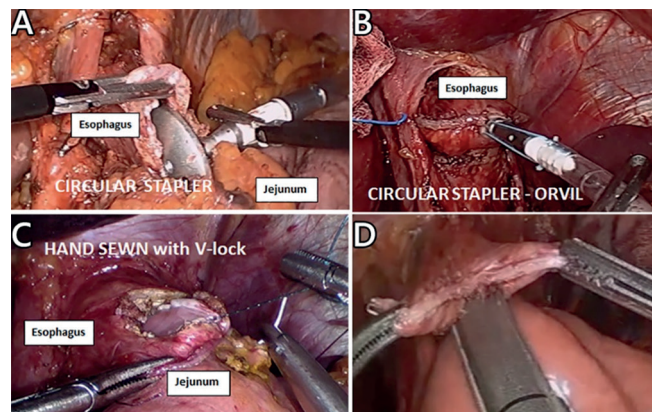 A
Esophagus
CIRCULAR STAPLER
Jejunum
B
Esophagus
CIRCULAR STAPLER - ORVIL
C
HAND SEWN with V-lock
Esophagus
Jejunum
D